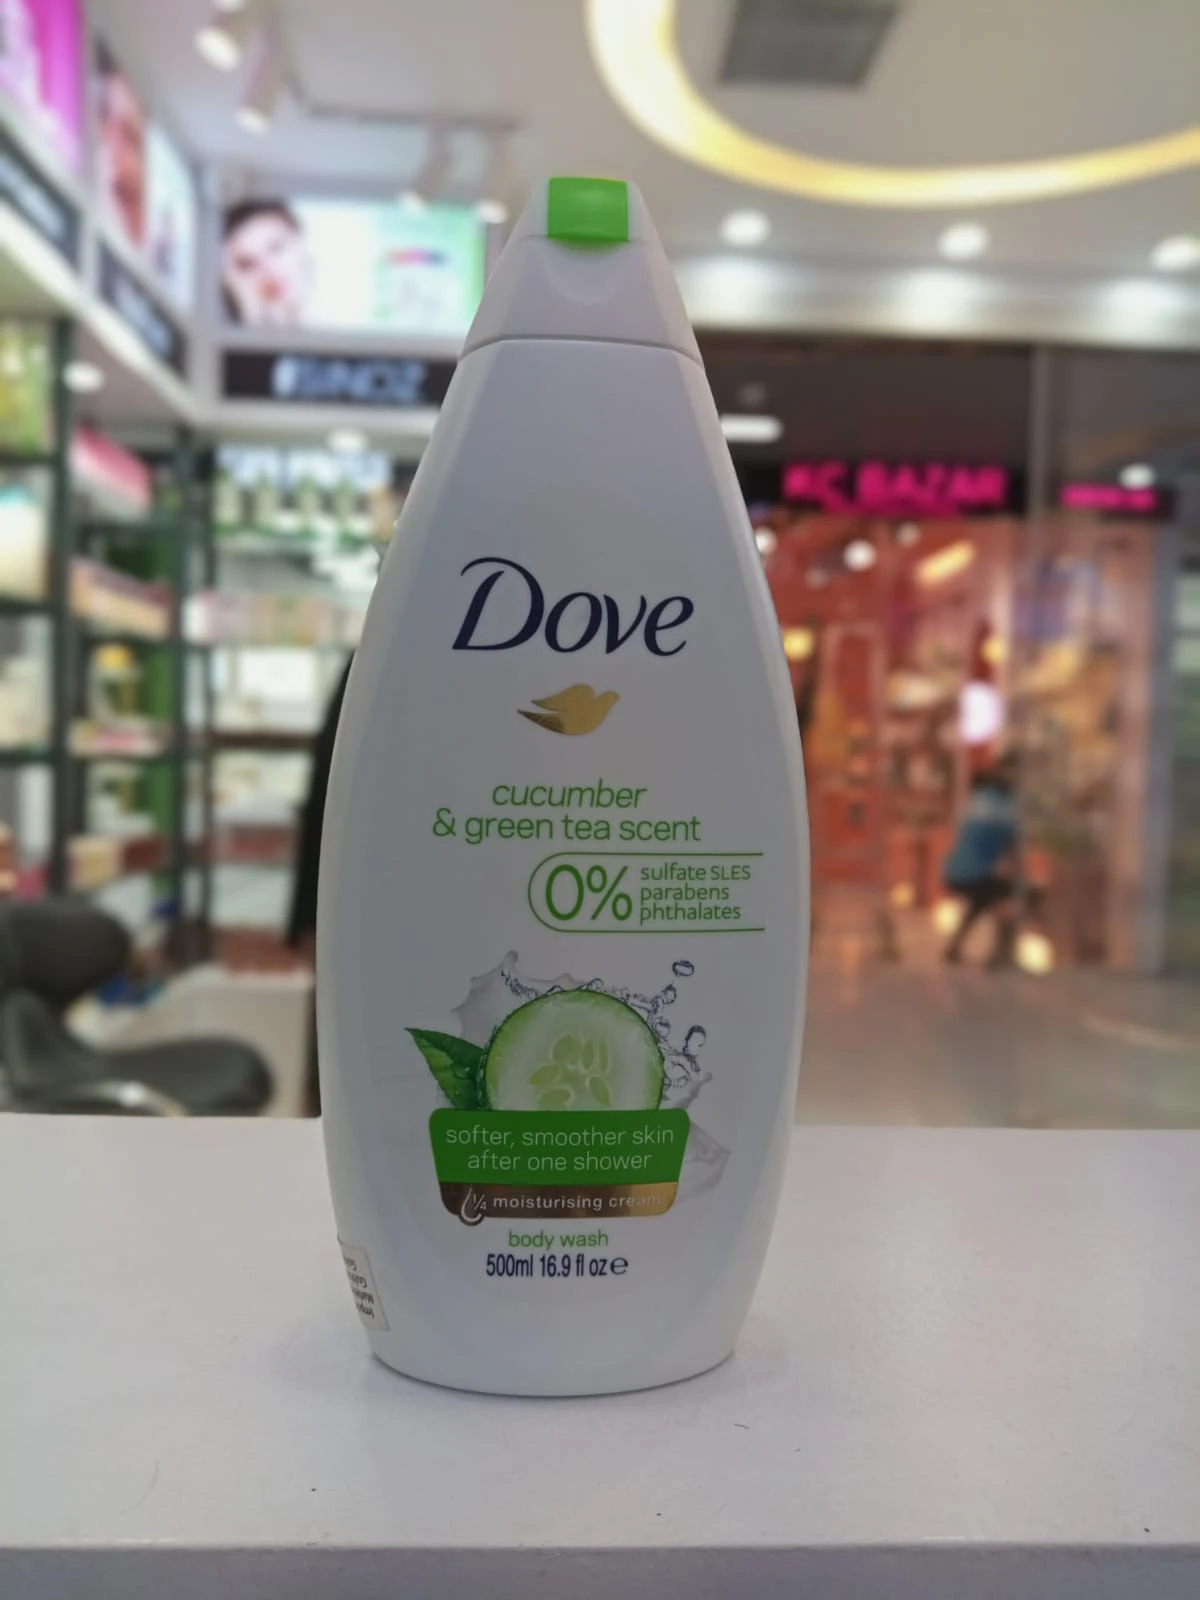 Dove
cucumber
& green tea scent
0%
sulfate SLES
parabens
phthalates
softer, smoother skin
after one shower
1/4 moisturising cream
body wash
500ml 16.9 fl oz e
BAZAR